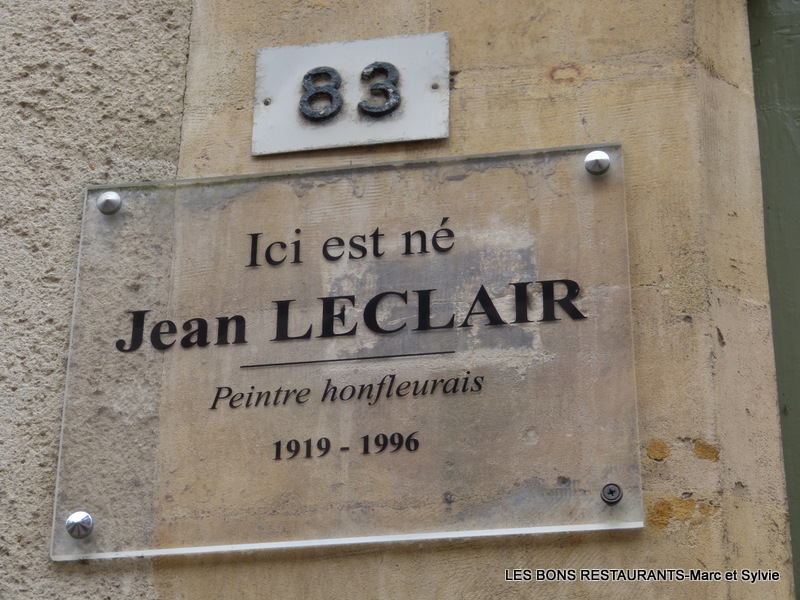 83
Ici est né
Jean LECLAIR
Peintre honfleurais
1919 - 1996
LES BONS RESTAURANTS-Marc et Sylvie